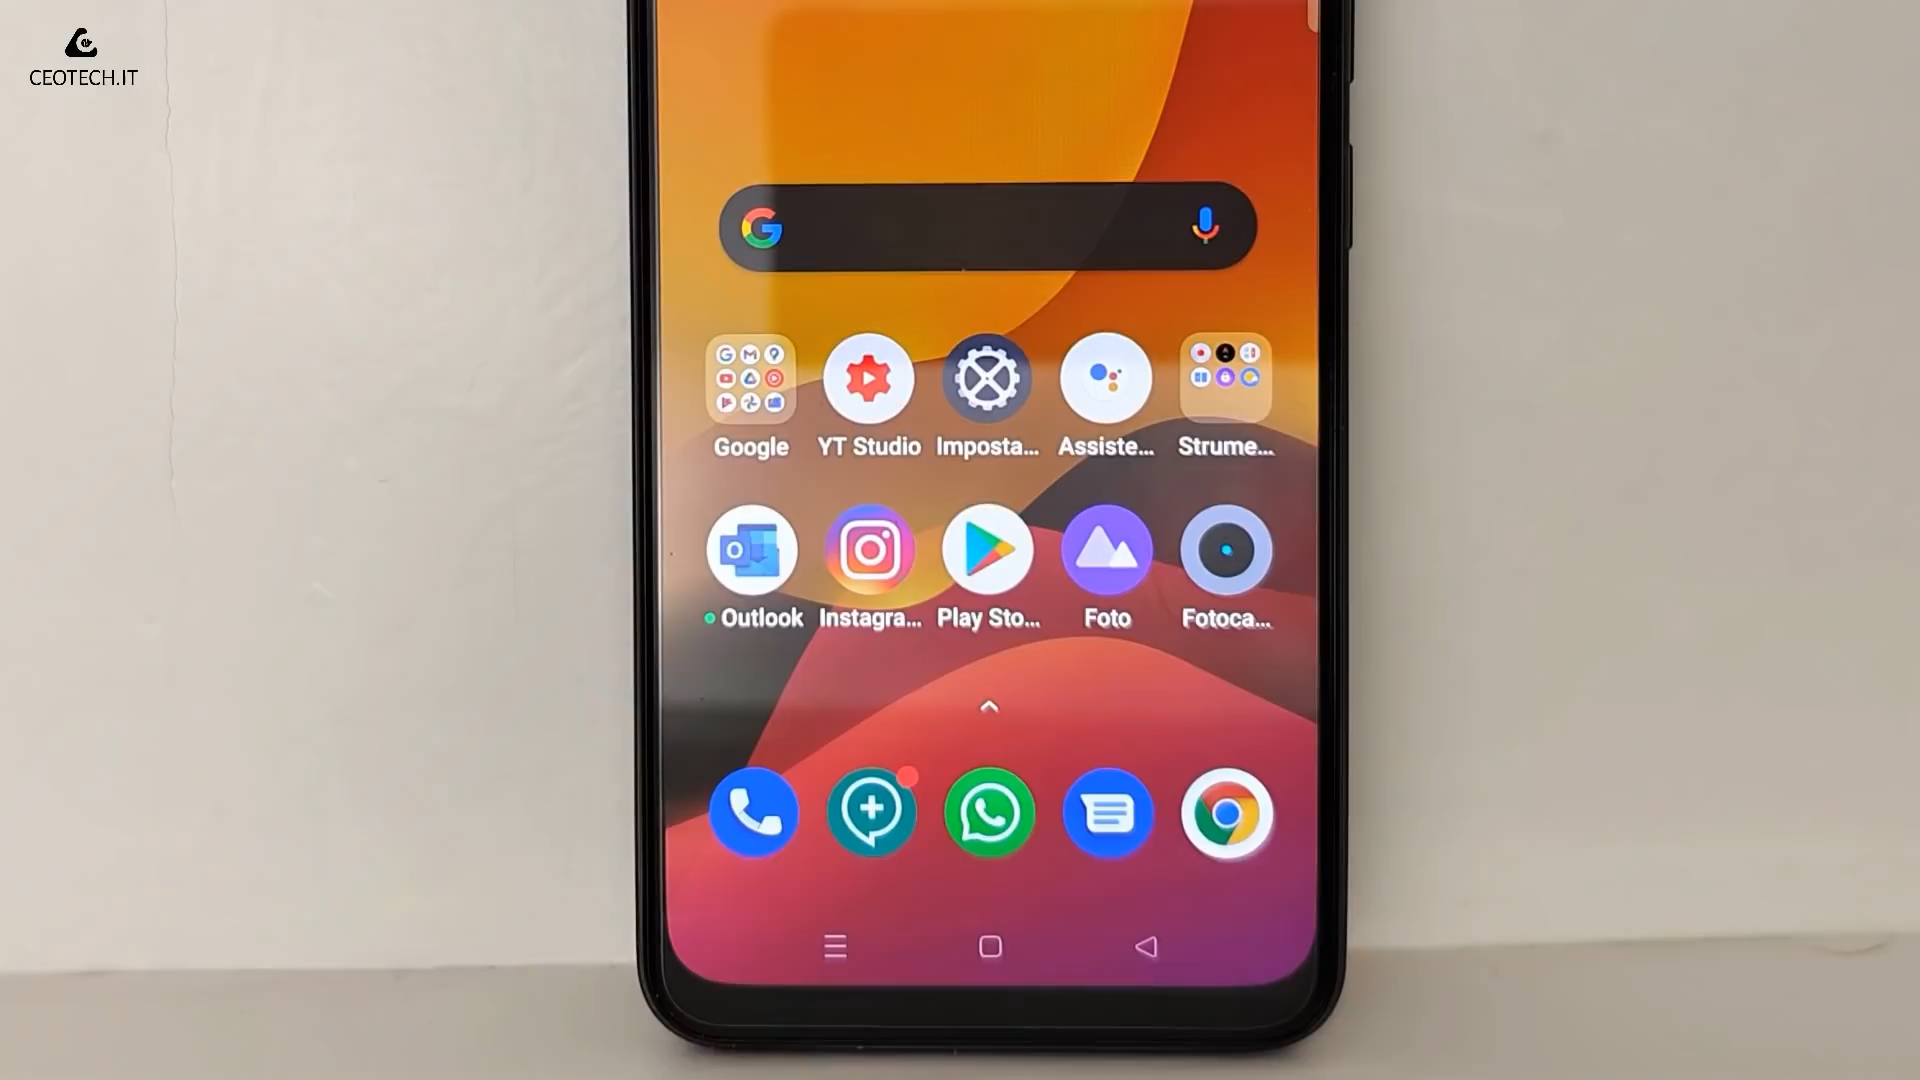 CEOTECH.IT
Google YT Studio Imposta... Assiste... Strume...
Outlook Instagra... Play Sto... Foto Fotoca...